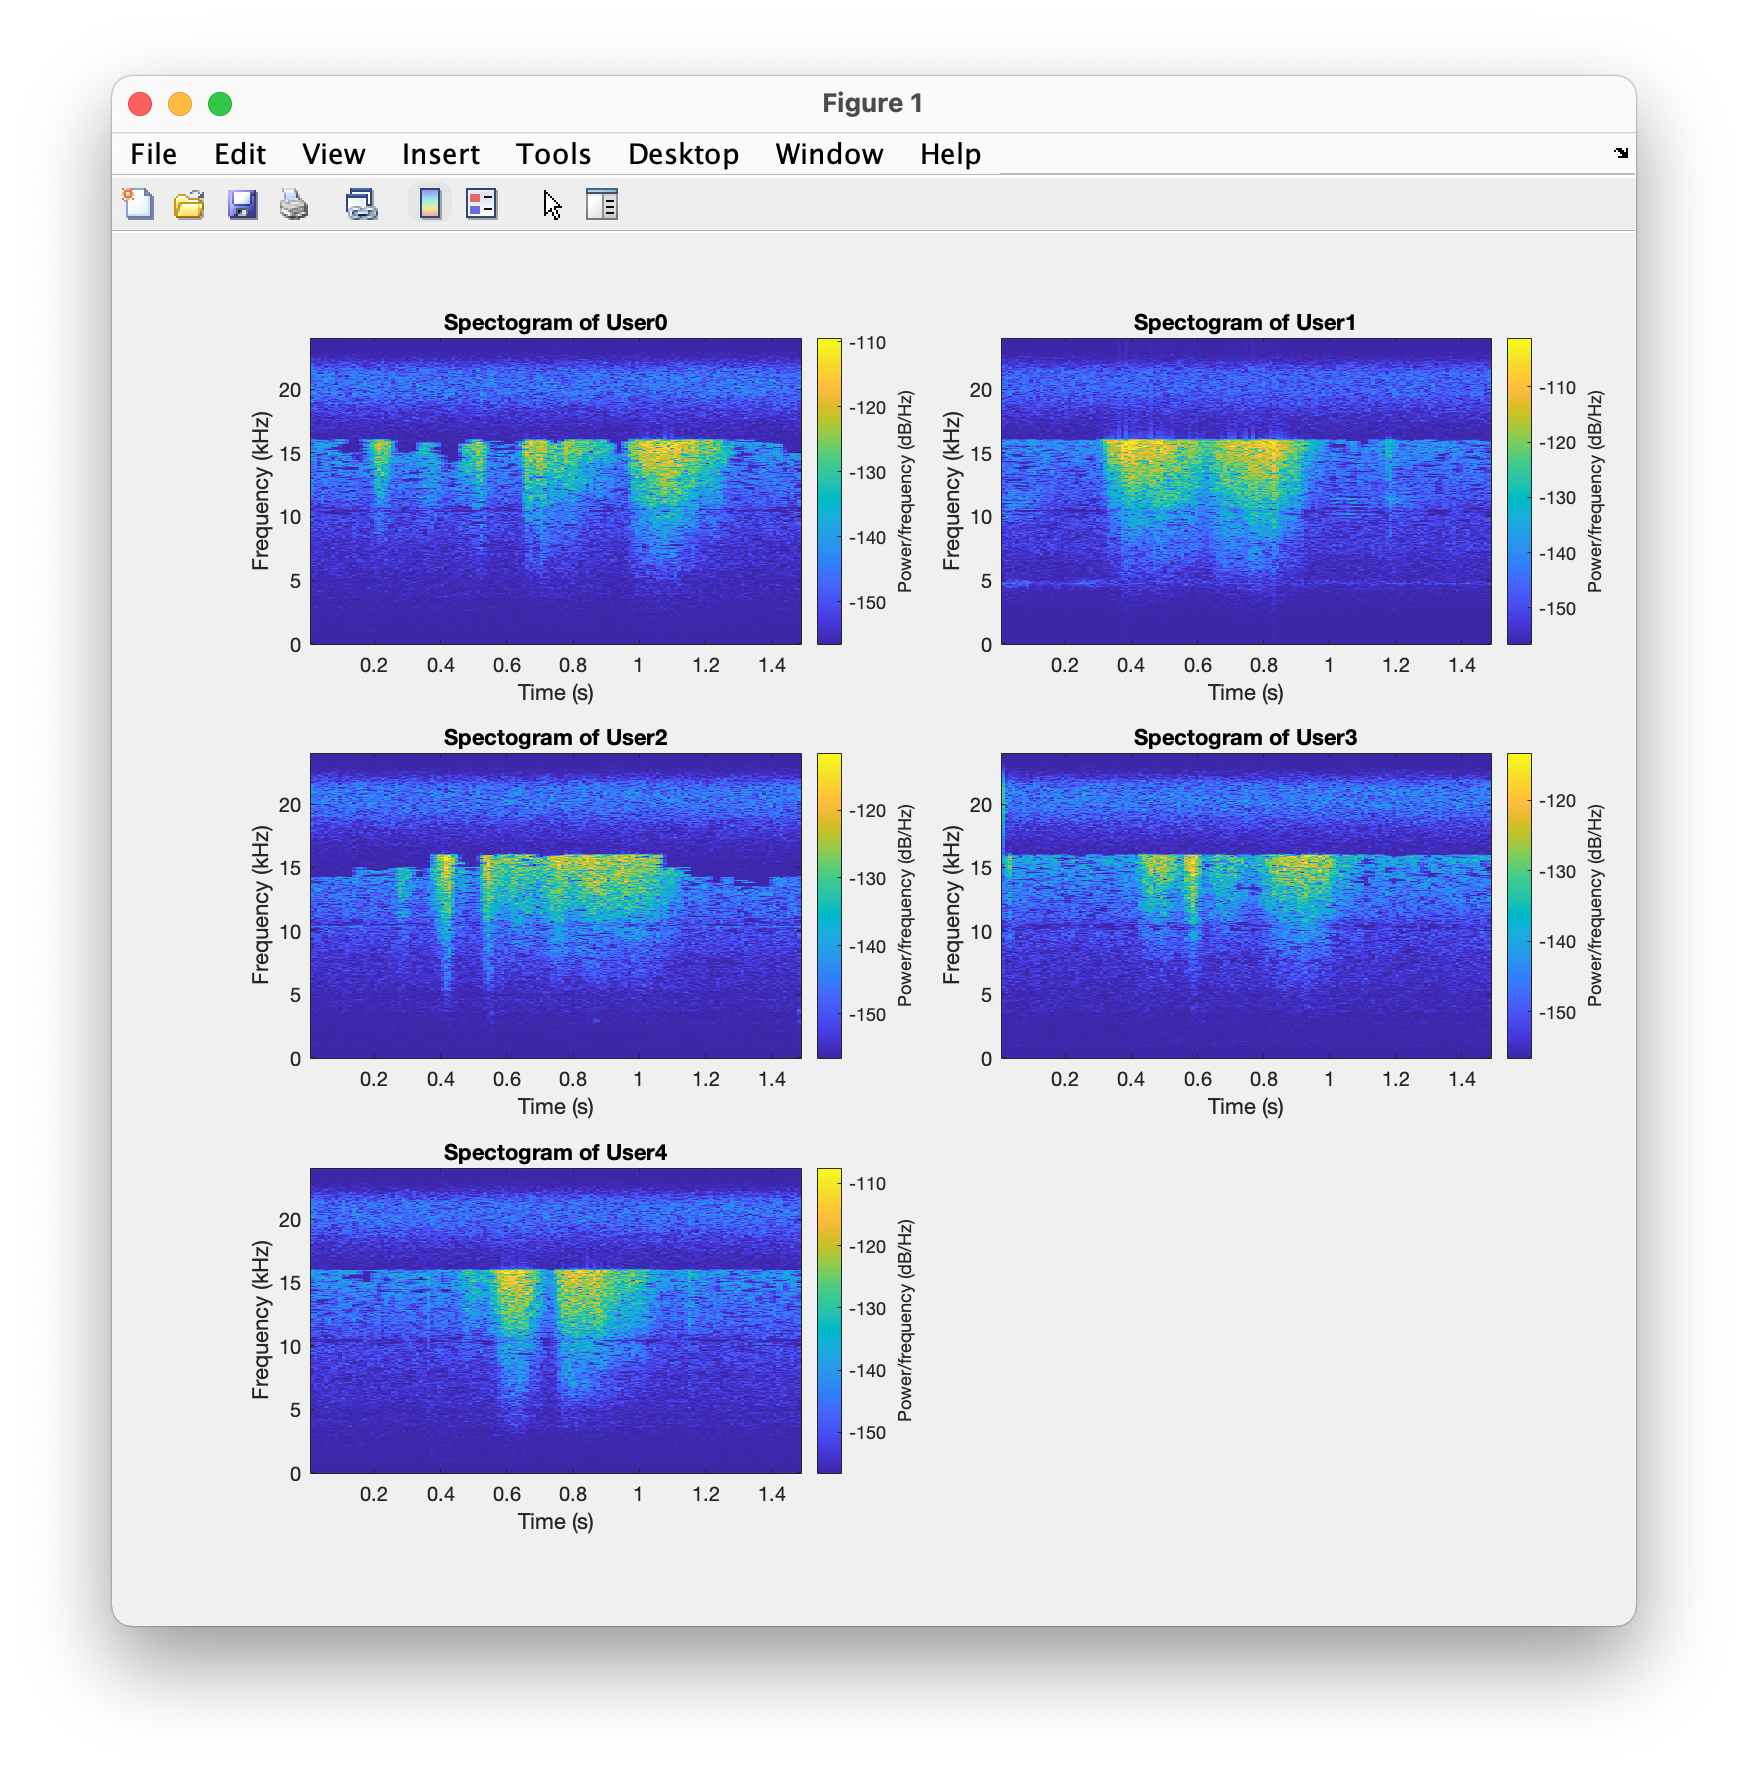 Figure 1
File Edit View Insert Tools Desktop Window Help
Spectogram of User0
Frequency (kHz)
20
15
10
5
0
0.2 0.4 0.6 0.8 1 1.2 1.4
Time (s)
-110
-120
-130
-140
-150
Power/frequency (dB/Hz)
Spectogram of User1
Frequency (kHz)
20
15
10
5
0
0.2 0.4 0.6 0.8 1 1.2 1.4
Time (s)
-110
-120
-130
-140
-150
Power/frequency (dB/Hz)
Spectogram of User2
Frequency (kHz)
20
15
10
5
0
0.2 0.4 0.6 0.8 1 1.2 1.4
Time (s)
-120
-130
-140
-150
Power/frequency (dB/Hz)
Spectogram of User3
Frequency (kHz)
20
15
10
5
0
0.2 0.4 0.6 0.8 1 1.2 1.4
Time (s)
-120
-130
-140
-150
Power/frequency (dB/Hz)
Spectogram of User4
Frequency (kHz)
20
15
10
5
0
0.2 0.4 0.6 0.8 1 1.2 1.4
Time (s)
-110
-120
-130
-140
-150
Power/frequency (dB/Hz)